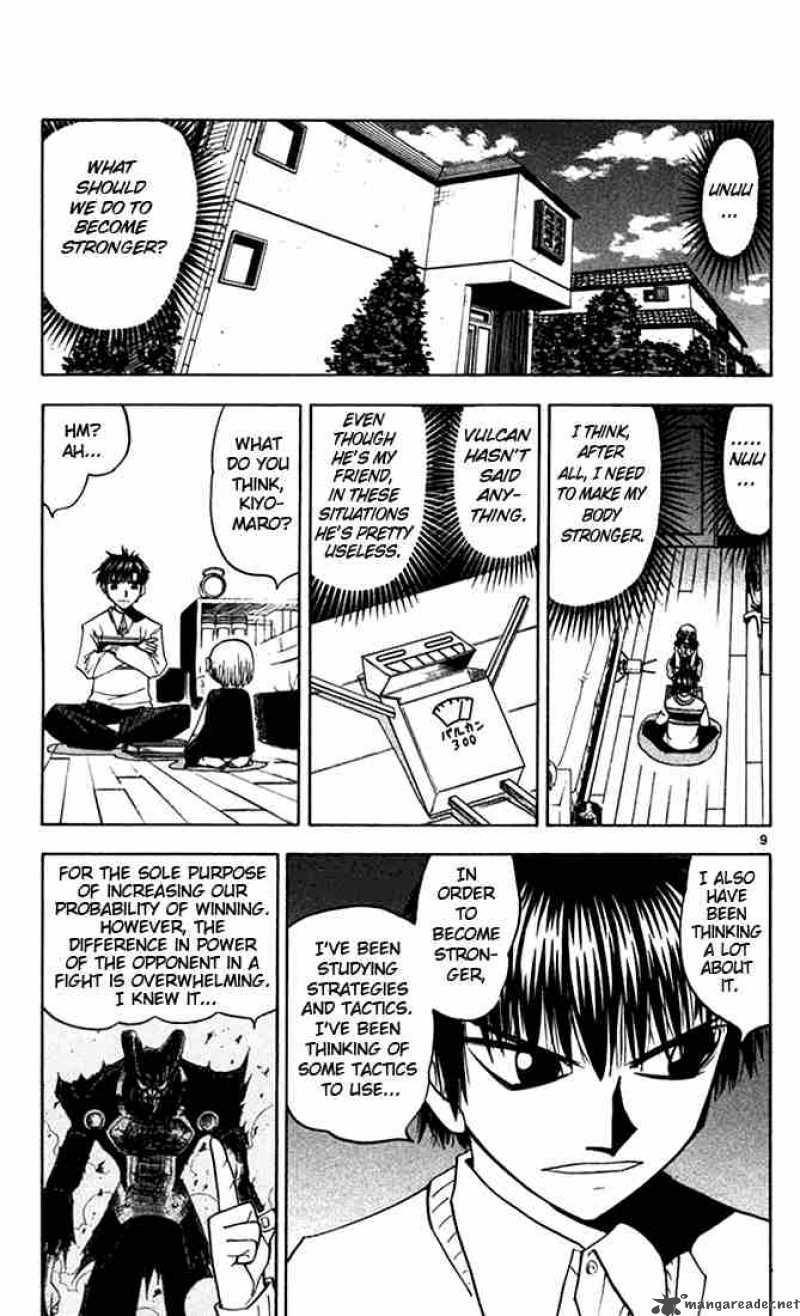 UNUU
...
WHAT
SHOULD
WE DO TO
BECOME
STRONGER?
.....
NUU
...
I THINK,
AFTER
ALL, I NEED
TO MAKE MY
BODY
STRONGER.
VULCAN
HASN'T
SAID
ANY-
THING.
EVEN
THOUGH
HE'S MY
FRIEND,
IN THESE
SITUATIONS
HE'S PRETTY
USELESS.
バルカン
300
WHAT
DO YOU
THINK,
KIYO-
MARO?
HM?
AH...
9
I ALSO
HAVE
BEEN
THINKING
A LOT
ABOUT
IT.
IN
ORDER
TO
BECOME
STRON-
GER,
I'VE BEEN
STUDYING
STRATEGIES
AND TACTICS.
I'VE BEEN
THINKING OF
SOME TACTICS
TO USE...
FOR THE SOLE PURPOSE
OF INCREASING OUR
PROBABILITY OF WINNING.
HOWEVER, THE
DIFFERENCE IN POWER
OF THE OPPONENT IN A
FIGHT IS OVERWHELMING.
I KNEW IT...
mangareader.net